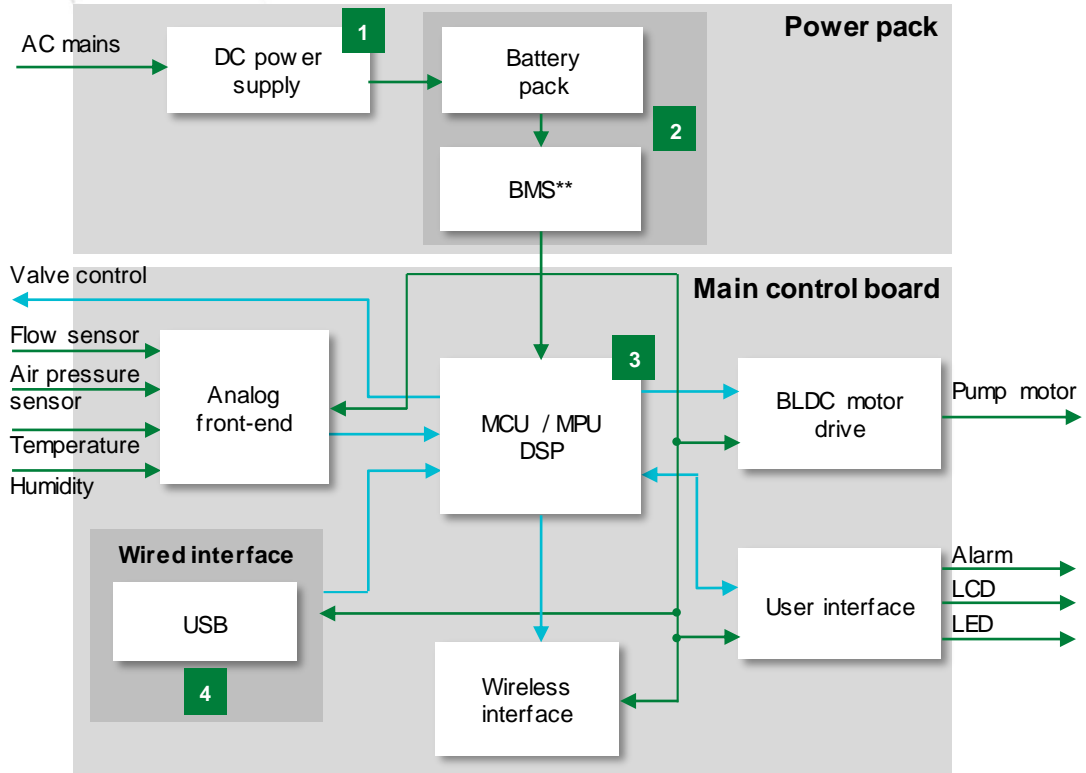 Power pack
AC mains
1
DC power
supply
Battery
pack
2
BMS**
Main control board
Valve control
Flow sensor
Air pressure
sensor
Temperature
Humidity
Analog
front-end
3
MCU / MPU
DSP
BLDC motor
drive
Pump motor
Wired interface
USB
4
Wireless
interface
User interface
Alarm
LCD
LED